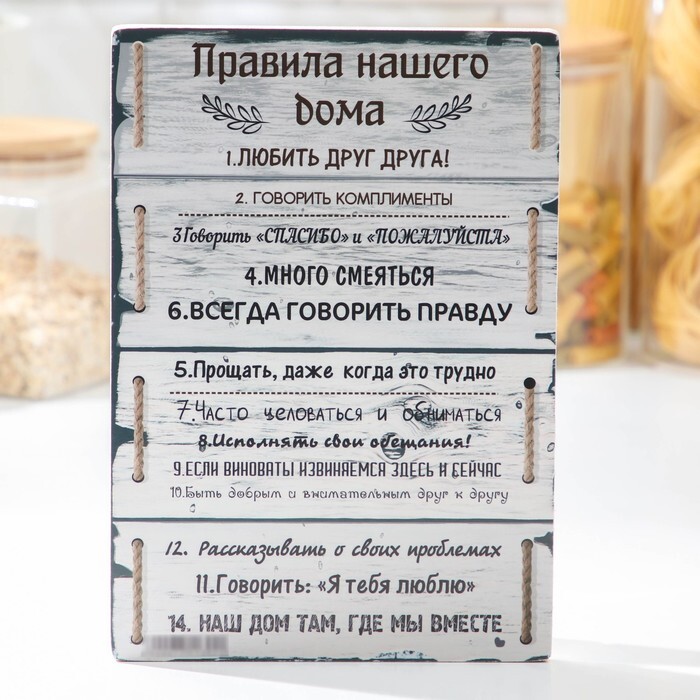 Правила нашего
дома
1.ЛЮБИТЬ ДРУГ ДРУГА!
2. ГОВОРИТЬ КОМПЛИМЕНТЫ
3 Говорить «СПАСИБО» и «ПОЖАЛУЙСТА»
4.МНОГО СМЕЯТЬСЯ
6.ВСЕГДА ГОВОРИТЬ ПРАВДУ
5.Прощать, даже когда это трудно
7.Часто целоваться и обниматься
8.Исполнять свои обещания!
9.ЕСЛИ ВИНОВАТЫ ИЗВИНЯЕМСЯ ЗДЕСЬ И СЕЙЧАС
10.Быть добрым и внимательным друг к другу
12. Рассказывать о своих проблемах
11.Говорить: «Я тебя люблю»
14. НАШ ДОМ ТАМ, ГДЕ МЫ ВМЕСТЕ